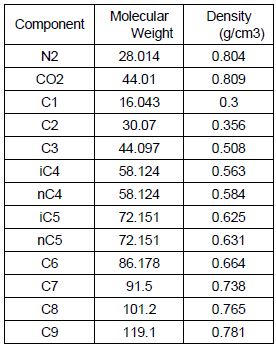 Component Molecular Weight Density (g/cm3)
N2 28.014 0.804
CO2 44.01 0.809
C1 16.043 0.3
C2 30.07 0.356
C3 44.097 0.508
iC4 58.124 0.563
nC4 58.124 0.584
iC5 72.151 0.625
nC5 72.151 0.631
C6 86.178 0.664
C7 91.5 0.738
C8 101.2 0.765
C9 119.1 0.781